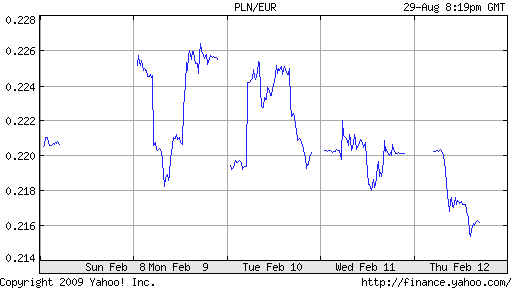 PLN/EUR 29-Aug 8:19pm GMT
0.228
0.226
0.224
0.222
0.220
0.218
0.216
0.214
Sun Feb 8 Mon Feb 9 Tue Feb 10 Wed Feb 11 Thu Feb 12
Copyright 2009 Yahoo! Inc. http://finance.yahoo.com/